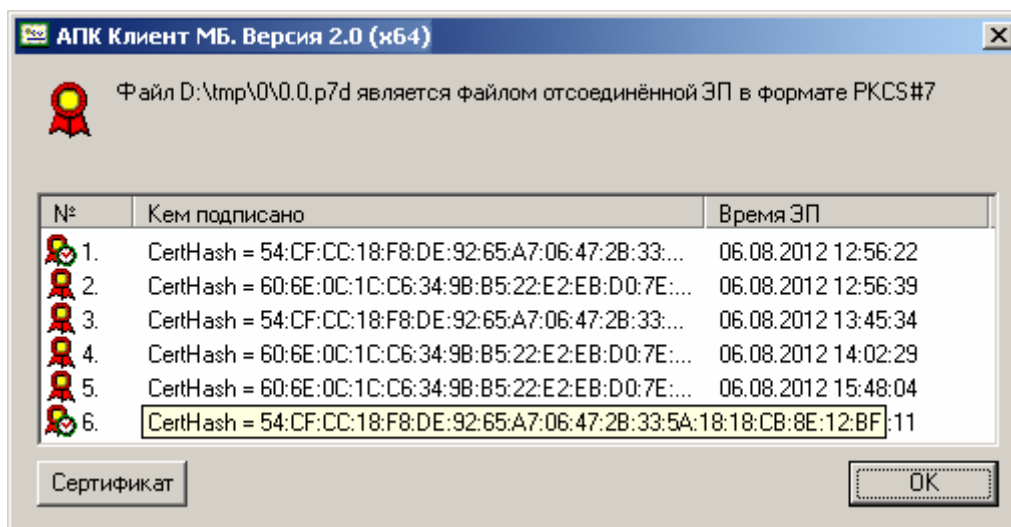 АПК Клиент МБ. Версия 2.0 (x64)
Файл D:\tmp\0\0.0.p7d является файлом отсоединённой ЭП в формате PKCS#7
№ Кем подписано Время ЭП
1. CertHash = 54:CF:CC:18:F8:DE:92:65:A7:06:47:2B:33:... 06.08.2012 12:56:22
2. CertHash = 60:6E:0C:1C:C6:34:9B:B5:22:E2:EB:D0:7E:... 06.08.2012 12:56:39
3. CertHash = 54:CF:CC:18:F8:DE:92:65:A7:06:47:2B:33:... 06.08.2012 13:45:34
4. CertHash = 60:6E:0C:1C:C6:34:9B:B5:22:E2:EB:D0:7E:... 06.08.2012 14:02:29
5. CertHash = 60:6E:0C:1C:C6:34:9B:B5:22:E2:EB:D0:7E:... 06.08.2012 15:48:04
6. CertHash = 54:CF:CC:18:F8:DE:92:65:A7:06:47:2B:33:5A:18:18:CB:8E:12:BF :11
Сертификат OK